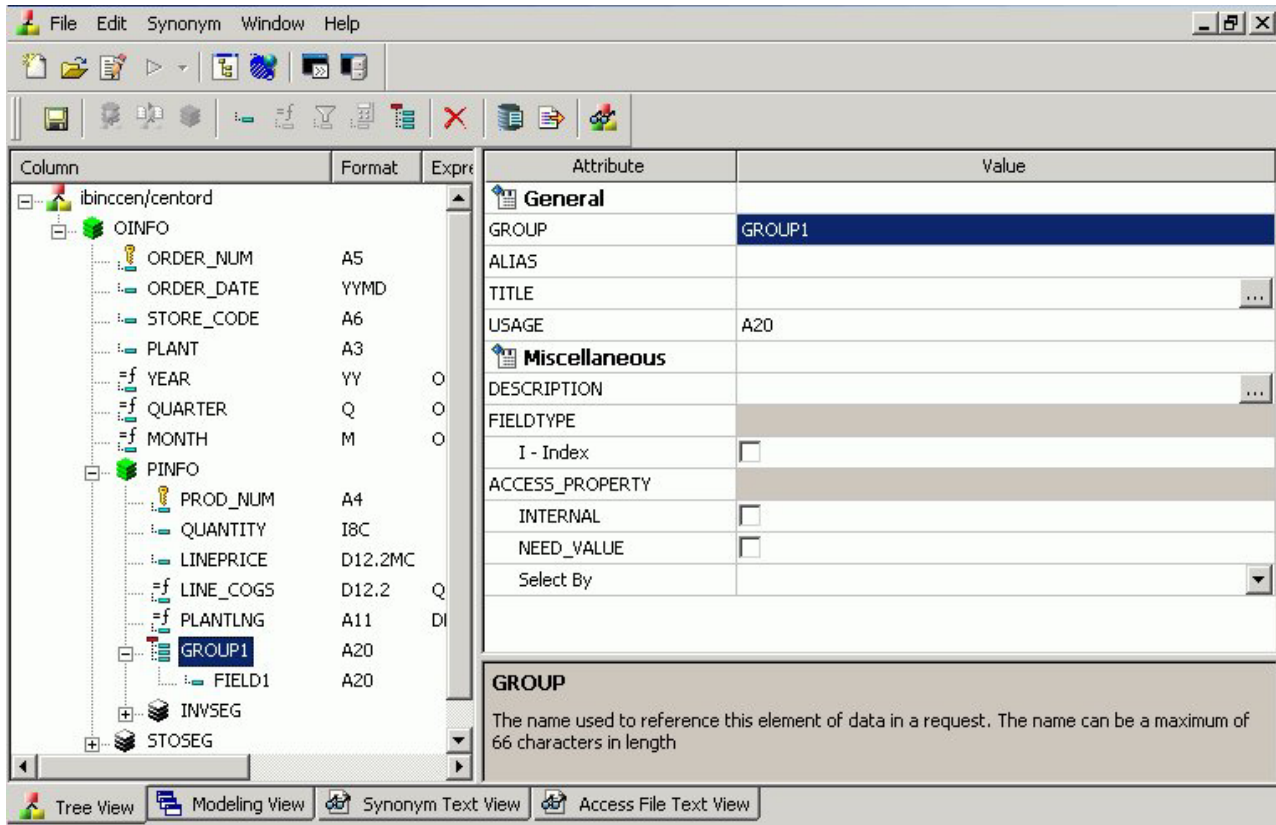 File Edit Synonym Window Help
Column Format Expre
ibinccen/centord
OINFO
ORDER_NUM A5
ORDER_DATE YYMD
STORE_CODE A6
PLANT A3
YEAR YY O
QUARTER Q O
MONTH M O
PINFO
PROD_NUM A4
QUANTITY I8C
LINEPRICE D12.2MC
LINE_COGS D12.2 Q
PLANTLNG A11 DI
GROUP1 A20
FIELD1 A20
INVSEG
STOSEG
Attribute Value
General
GROUP GROUP1
ALIAS
TITLE ...
USAGE A20
Miscellaneous
DESCRIPTION ...
FIELDTYPE
I - Index
ACCESS_PROPERTY
INTERNAL
NEED_VALUE
Select By
GROUP
The name used to reference this element of data in a request. The name can be a maximum of
66 characters in length
Tree View Modeling View Synonym Text View Access File Text View